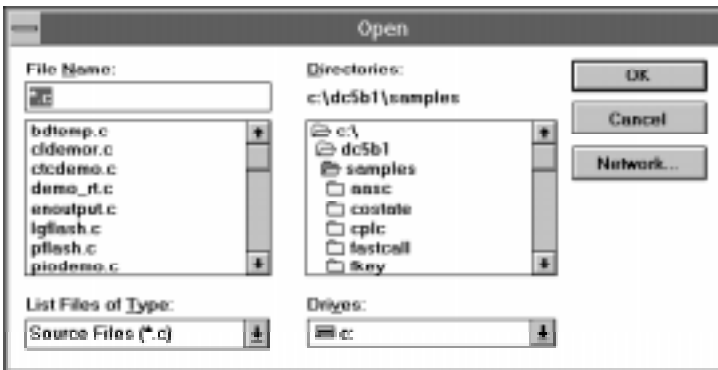 Open
File Name:
*.c
bdtemp.c
cldemor.c
ctcdemo.c
demo_rt.c
enoutput.c
lgflash.c
pflash.c
piodemo.c
List Files of Type:
Source Files (*.c)
Directories:
c:\dc5b1\samples
c:\
dc5b1
samples
aasc
costate
cplc
fastcall
fkey
Drives:
c:
OK
Cancel
Network...